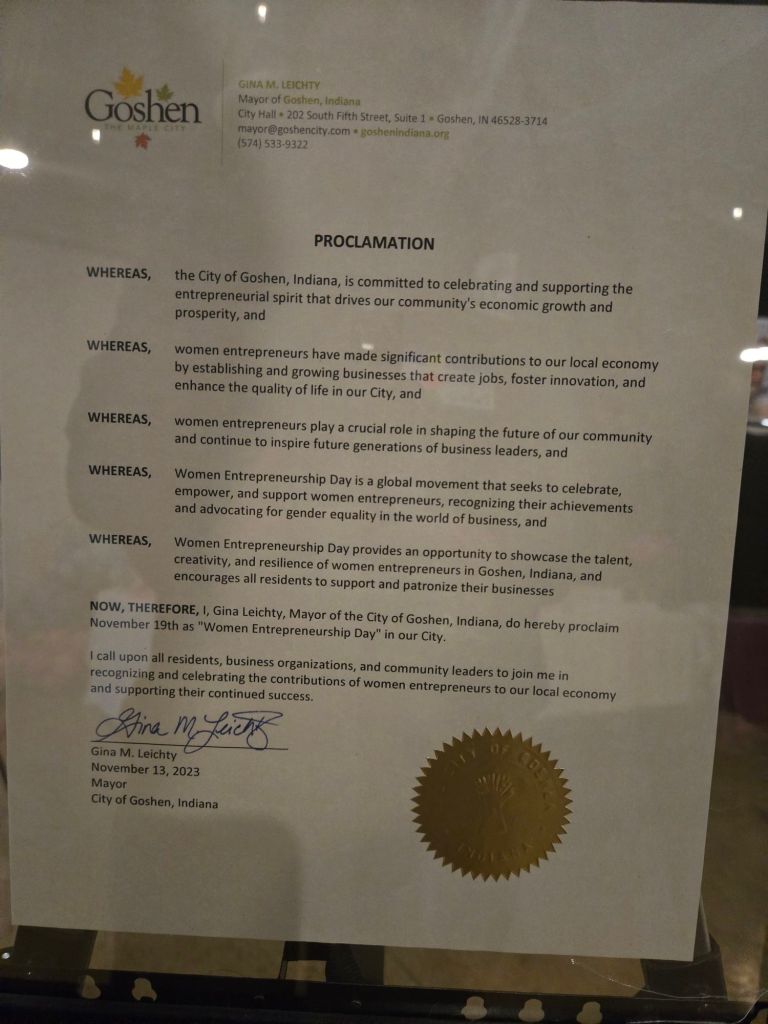 Goshen
THE MAPLE CITY
GINA M. LEICHTY
Mayor of Goshen, Indiana
City Hall • 202 South Fifth Street, Suite 1 • Goshen, IN 46528-3714
mayor@goshencity.com • goshenindiana.org
(574) 533-9322
PROCLAMATION
WHEREAS, the City of Goshen, Indiana, is committed to celebrating and supporting the
entrepreneurial spirit that drives our community's economic growth and
prosperity, and
WHEREAS, women entrepreneurs have made significant contributions to our local economy
by establishing and growing businesses that create jobs, foster innovation, and
enhance the quality of life in our City, and
WHEREAS, women entrepreneurs play a crucial role in shaping the future of our community
and continue to inspire future generations of business leaders, and
WHEREAS, Women Entrepreneurship Day is a global movement that seeks to celebrate,
empower, and support women entrepreneurs, recognizing their achievements
and advocating for gender equality in the world of business, and
WHEREAS, Women Entrepreneurship Day provides an opportunity to showcase the talent,
creativity, and resilience of women entrepreneurs in Goshen, Indiana, and
encourages all residents to support and patronize their businesses
NOW, THEREFORE, I, Gina Leichty, Mayor of the City of Goshen, Indiana, do hereby proclaim
November 19th as "Women Entrepreneurship Day" in our City.
I call upon all residents, business organizations, and community leaders to join me in
recognizing and celebrating the contributions of women entrepreneurs to our local economy
and supporting their continued success.
Gina M Leichty
Gina M. Leichty
November 13, 2023
Mayor
City of Goshen, Indiana
CITY OF GOSHEN
INDIANA